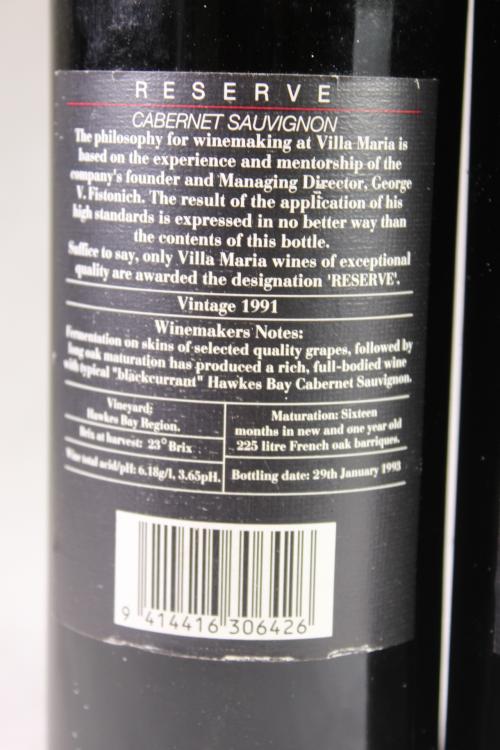 RESERVE
CABERNET SAUVIGNON
The philosophy for winemaking at Villa Maria is
based on the experience and mentorship of the
company's founder and Managing Director, George
V. Fistonich. The result of the application of his
high standards is expressed in no better way than
the contents of this bottle.
Suffice to say, only Villa Maria wines of exceptional
quality are awarded the designation 'RESERVE'.
Vintage 1991
Winemakers Notes:
Fermentation on skins of selected quality grapes, followed by
long oak maturation has produced a rich, full-bodied wine
with typical "blackcurrant" Hawkes Bay Cabernet Sauvignon.
Vineyard:
Hawkes Bay Region.
Brix at harvest: 23° Brix
Wine total acid/pH: 6.18g/l, 3.65pH.
Maturation: Sixteen
months in new and one year old
225 litre French oak barriques.
Bottling date: 29th January 1993
9 414416 306426